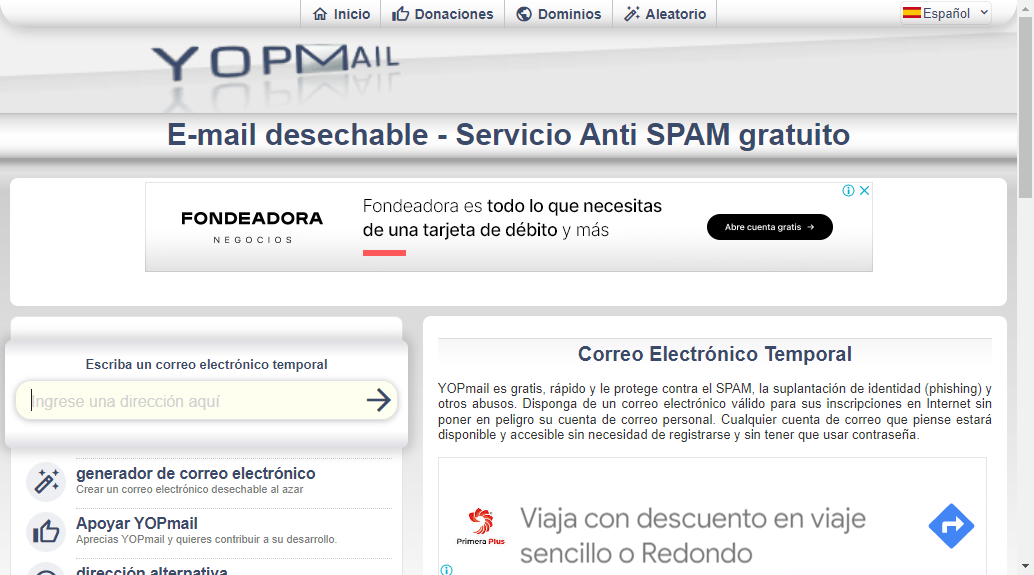 Inicio
Donaciones
Dominios
Aleatorio
Español
YOPMAIL
E-mail desechable - Servicio Anti SPAM gratuito
FONDEADORA
NEGOCIOS
Fondeadora es todo lo que necesitas
de una tarjeta de débito y más
Abre cuenta gratis →
Escriba un correo electrónico temporal
Ingrese una dirección aquí
generador de correo electrónico
Crear un correo electrónico desechable al azar
Apoyar YOPmail
Aprecias YOPmail y quieres contribuir a su desarrollo.
dirección alternativa
Correo Electrónico Temporal
YOPmail es gratis, rápido y le protege contra el SPAM, la suplantación de identidad (phishing) y
otros abusos. Disponga de un correo electrónico válido para sus inscripciones en Internet sin
poner en peligro su cuenta de correo personal. Cualquier cuenta de correo que piense estará
disponible y accesible sin necesidad de registrarse y sin tener que usar contraseña.
Primera Plus
Viaja con descuento en viaje
sencillo o Redondo